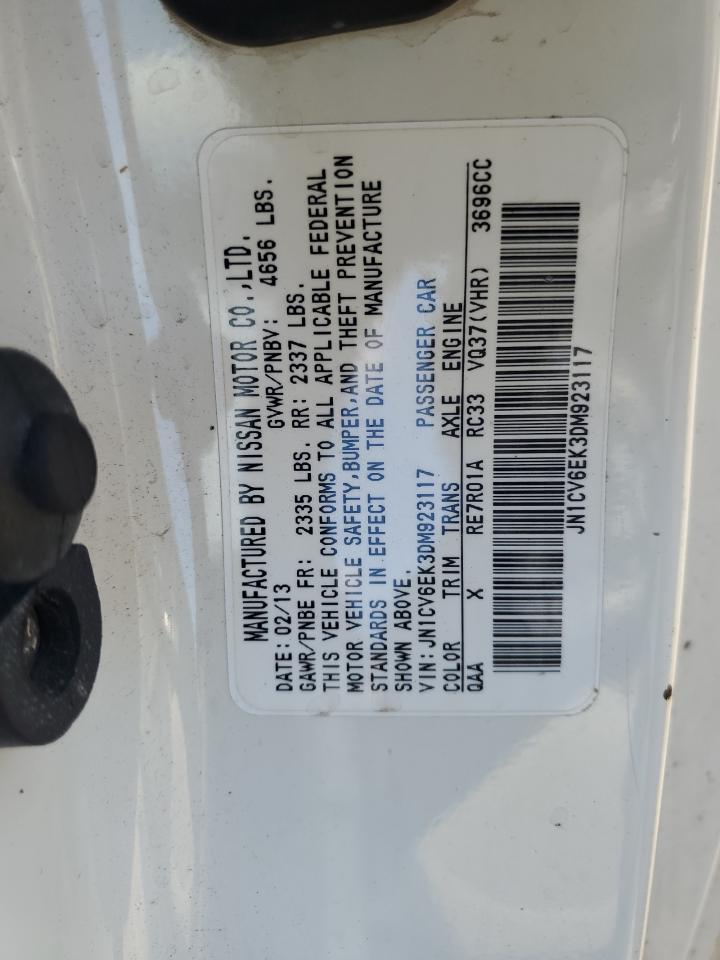 MANUFACTURED BY NISSAN MOTOR CO.,LTD.
DATE: 02/13 GVWR/PNBV: 4656 LBS.
GAWR/PNBE FR: 2335 LBS. RR: 2337 LBS.
THIS VEHICLE CONFORMS TO ALL APPLICABLE FEDERAL
MOTOR VEHICLE SAFETY,BUMPER,AND THEFT PREVENTION
STANDARDS IN EFFECT ON THE DATE OF MANUFACTURE
SHOWN ABOVE.
VIN:JN1CV6EK3DM923117 PASSENGER CAR
COLOR TRIM TRANS AXLE ENGINE
QAA X RE7R01A RC33 VQ37(VHR) 3696CC
JN1CV6EK3DM923117